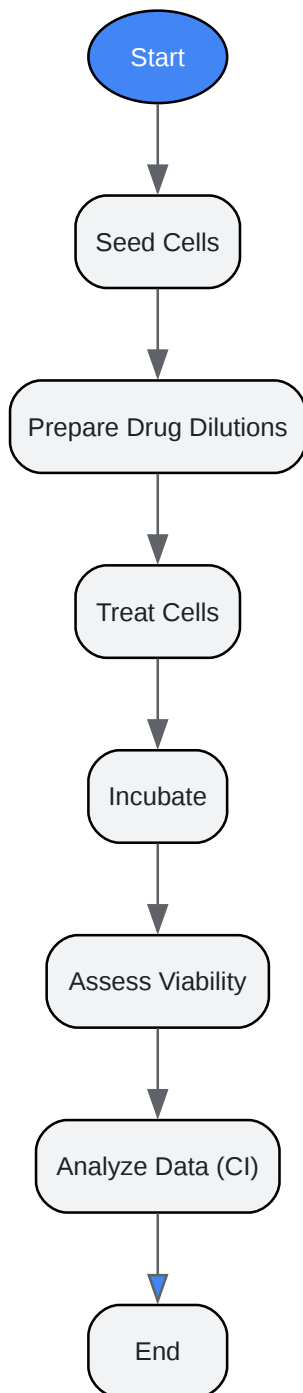 Start
Seed Cells
Prepare Drug Dilutions
Treat Cells
Incubate
Assess Viability
Analyze Data (CI)
End